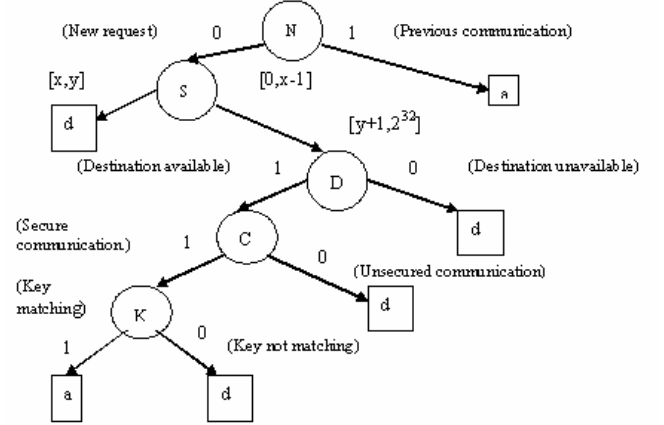 (New request) 0 N 1 (Previous communication)
[x,y] S [0,x-1] a
d [y+1,2^32]
(Destination available) 1 D 0 (Destination unavailable)
(Secure
communication.) 1 C d
0
(Unsecured communication)
(Key
matching) K d
1 0 (Key not matching)
a d